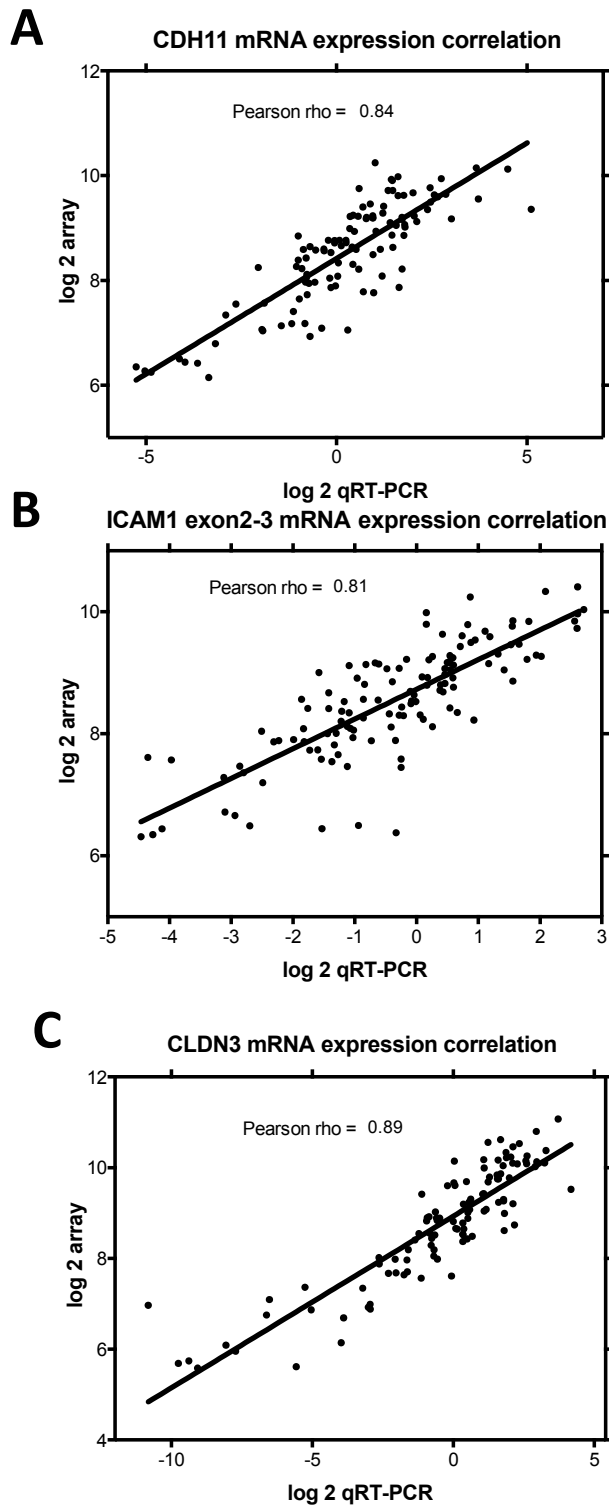 A
CDH11 mRNA expression correlation
12
Pearson rho = 0.84
10
log 2 array
8
6
-5 0 5
log 2 qRT-PCR
B
ICAM1 exon2-3 mRNA expression correlation
Pearson rho = 0.81
10
log 2 array
8
6
-5 -4 -3 -2 -1 0 1 2 3
log 2 qRT-PCR
C
CLDN3 mRNA expression correlation
12
Pearson rho = 0.89
10
log 2 array
8
6
4
-10 -5 0 5
log 2 qRT-PCR